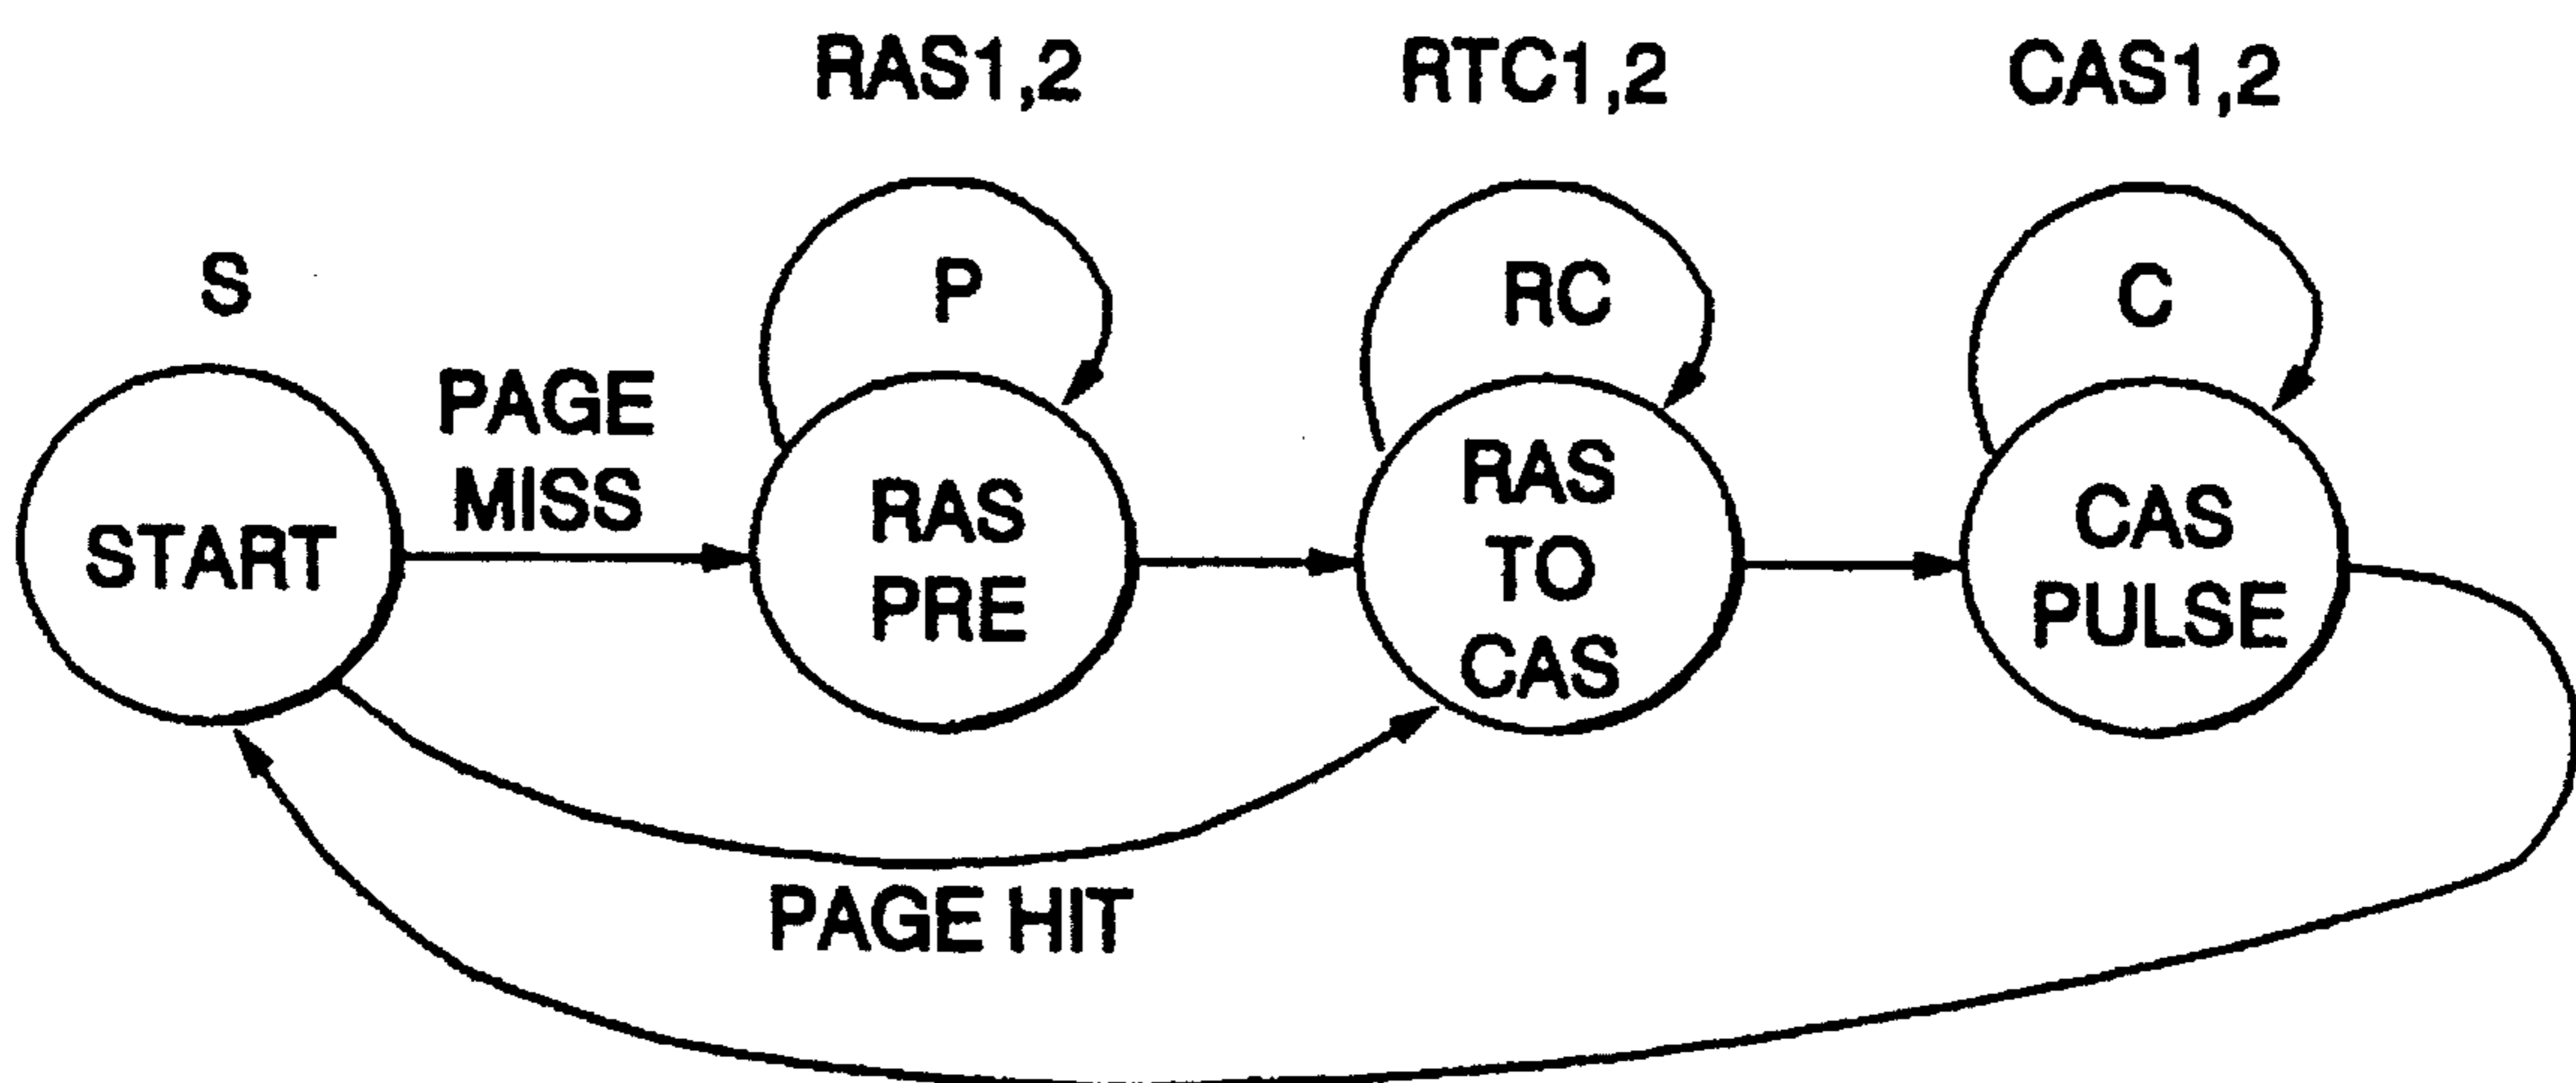 RAS1,2
RTC1,2
CAS1,2
S
P
RC
C
PAGE
MISS
START
RAS
PRE
RAS
TO
CAS
CAS
PULSE
PAGE HIT